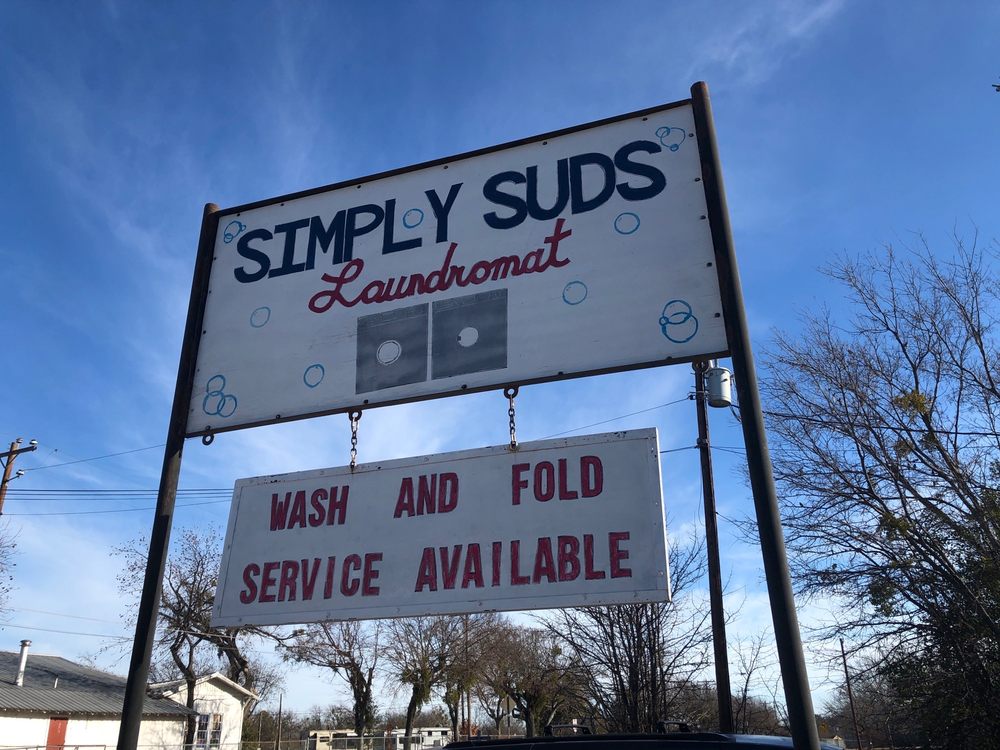 SIMPLY SUDS
Laundromat
WASH AND FOLD
SERVICE AVAILABLE